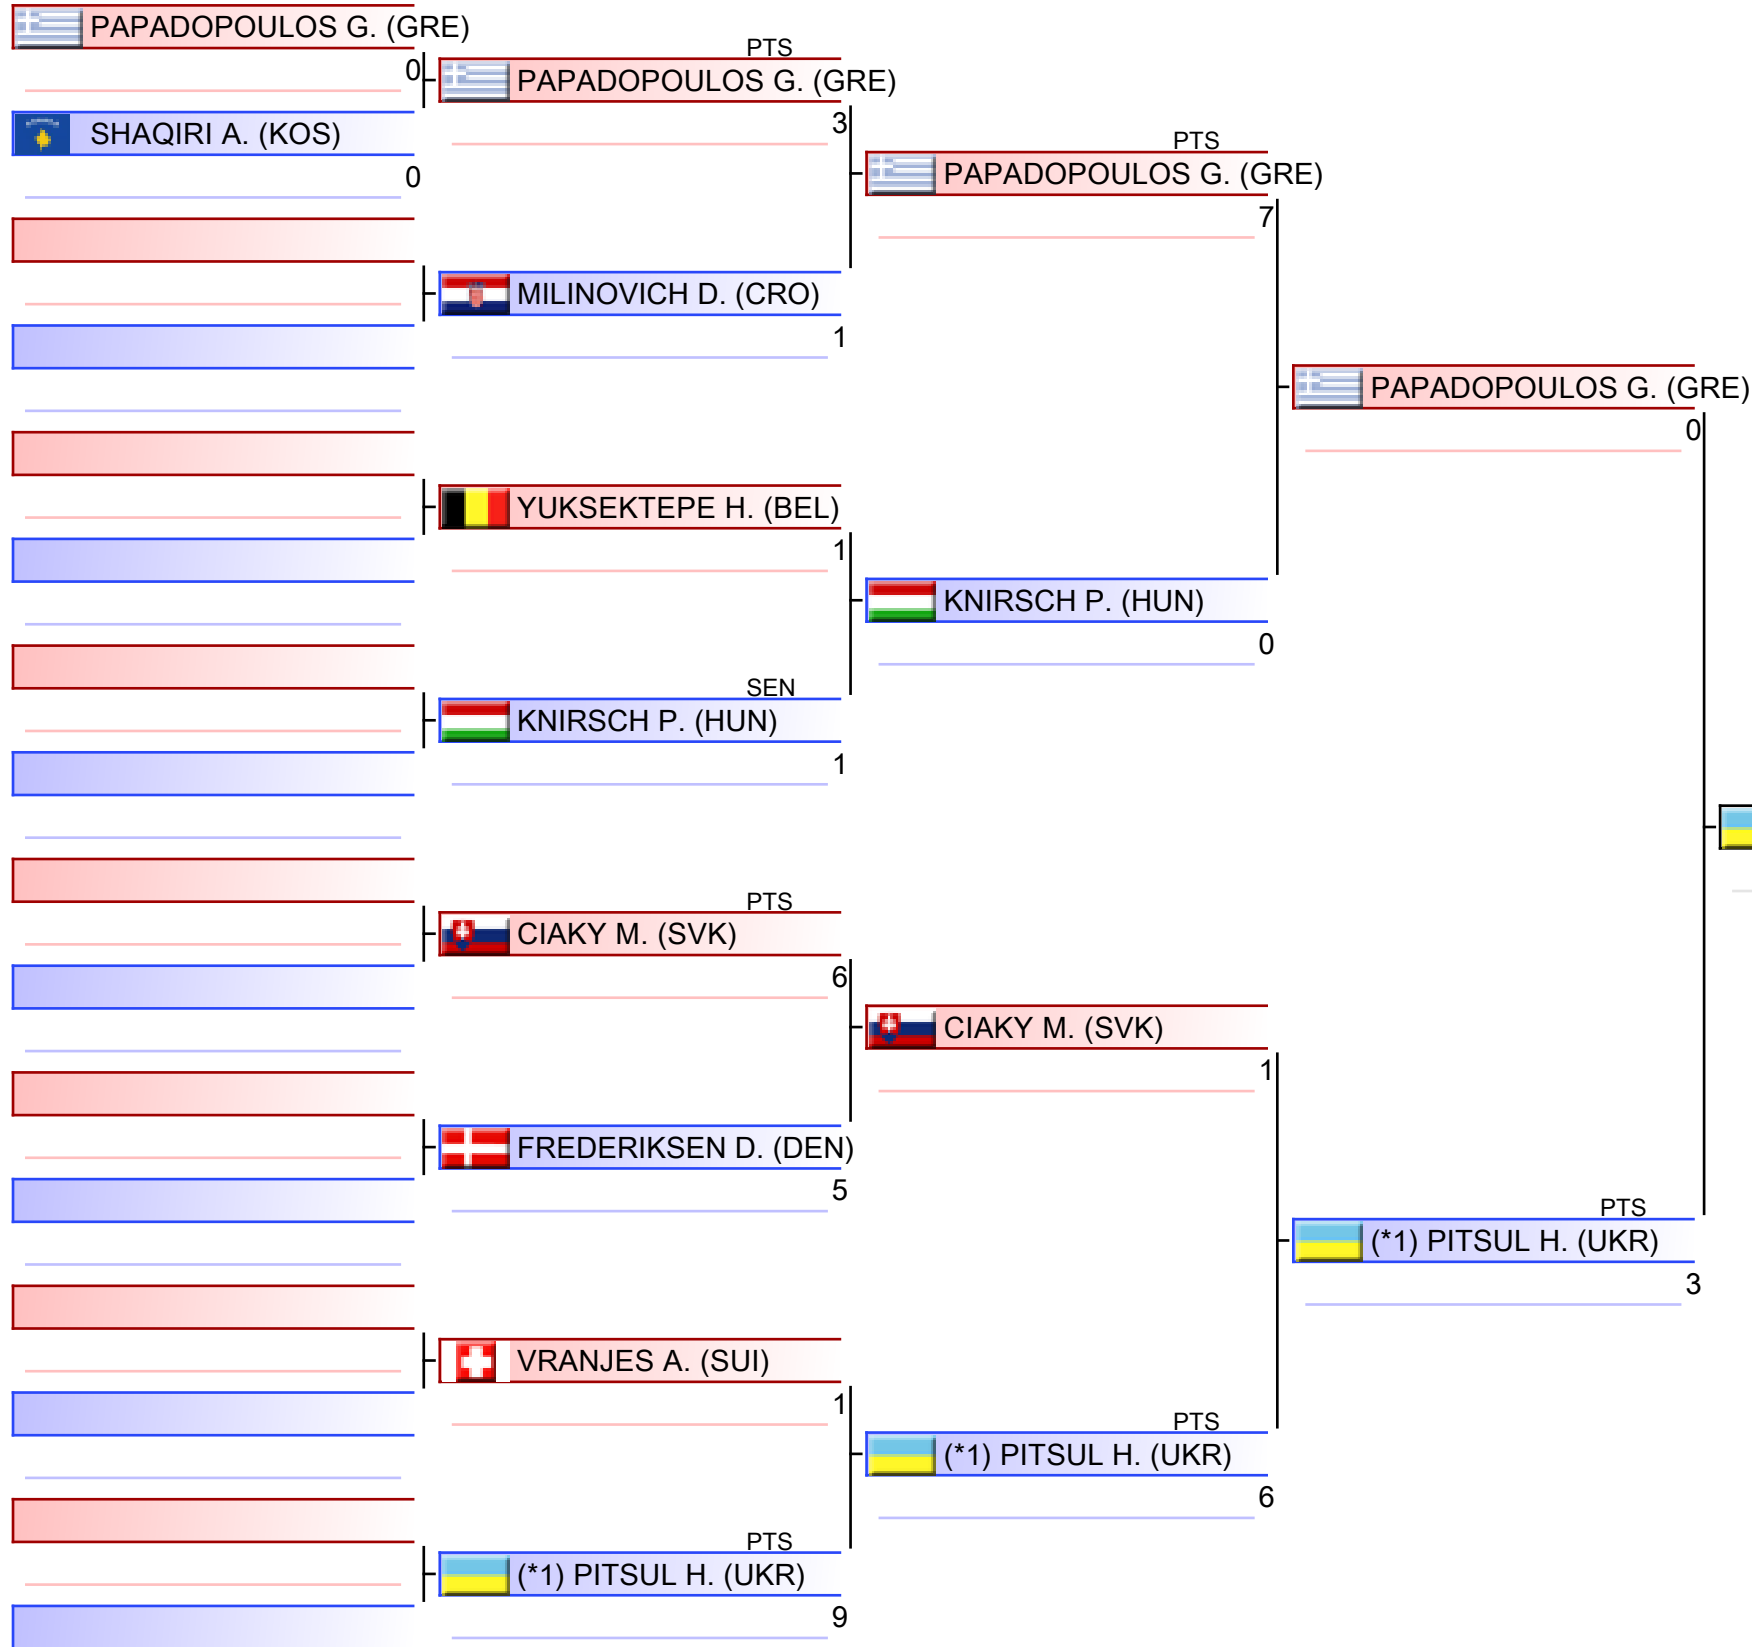 PAPADOPOULOS G. (GRE)
0
SHAQIRI A. (KOS)
0
PTS
PAPADOPOULOS G. (GRE)
3
MILINOVICH D. (CRO)
1
YUKSEKTEPE H. (BEL)
1
SEN
KNIRSCH P. (HUN)
1
PTS
CIAKY M. (SVK)
6
FREDERIKSEN D. (DEN)
5
VRANJES A. (SUI)
1
PTS
(*1) PITSUL H. (UKR)
9
PTS
PAPADOPOULOS G. (GRE)
7
KNIRSCH P. (HUN)
0
CIAKY M. (SVK)
1
PTS
(*1) PITSUL H. (UKR)
6
PAPADOPOULOS G. (GRE)
0
PTS
(*1) PITSUL H. (UKR)
3